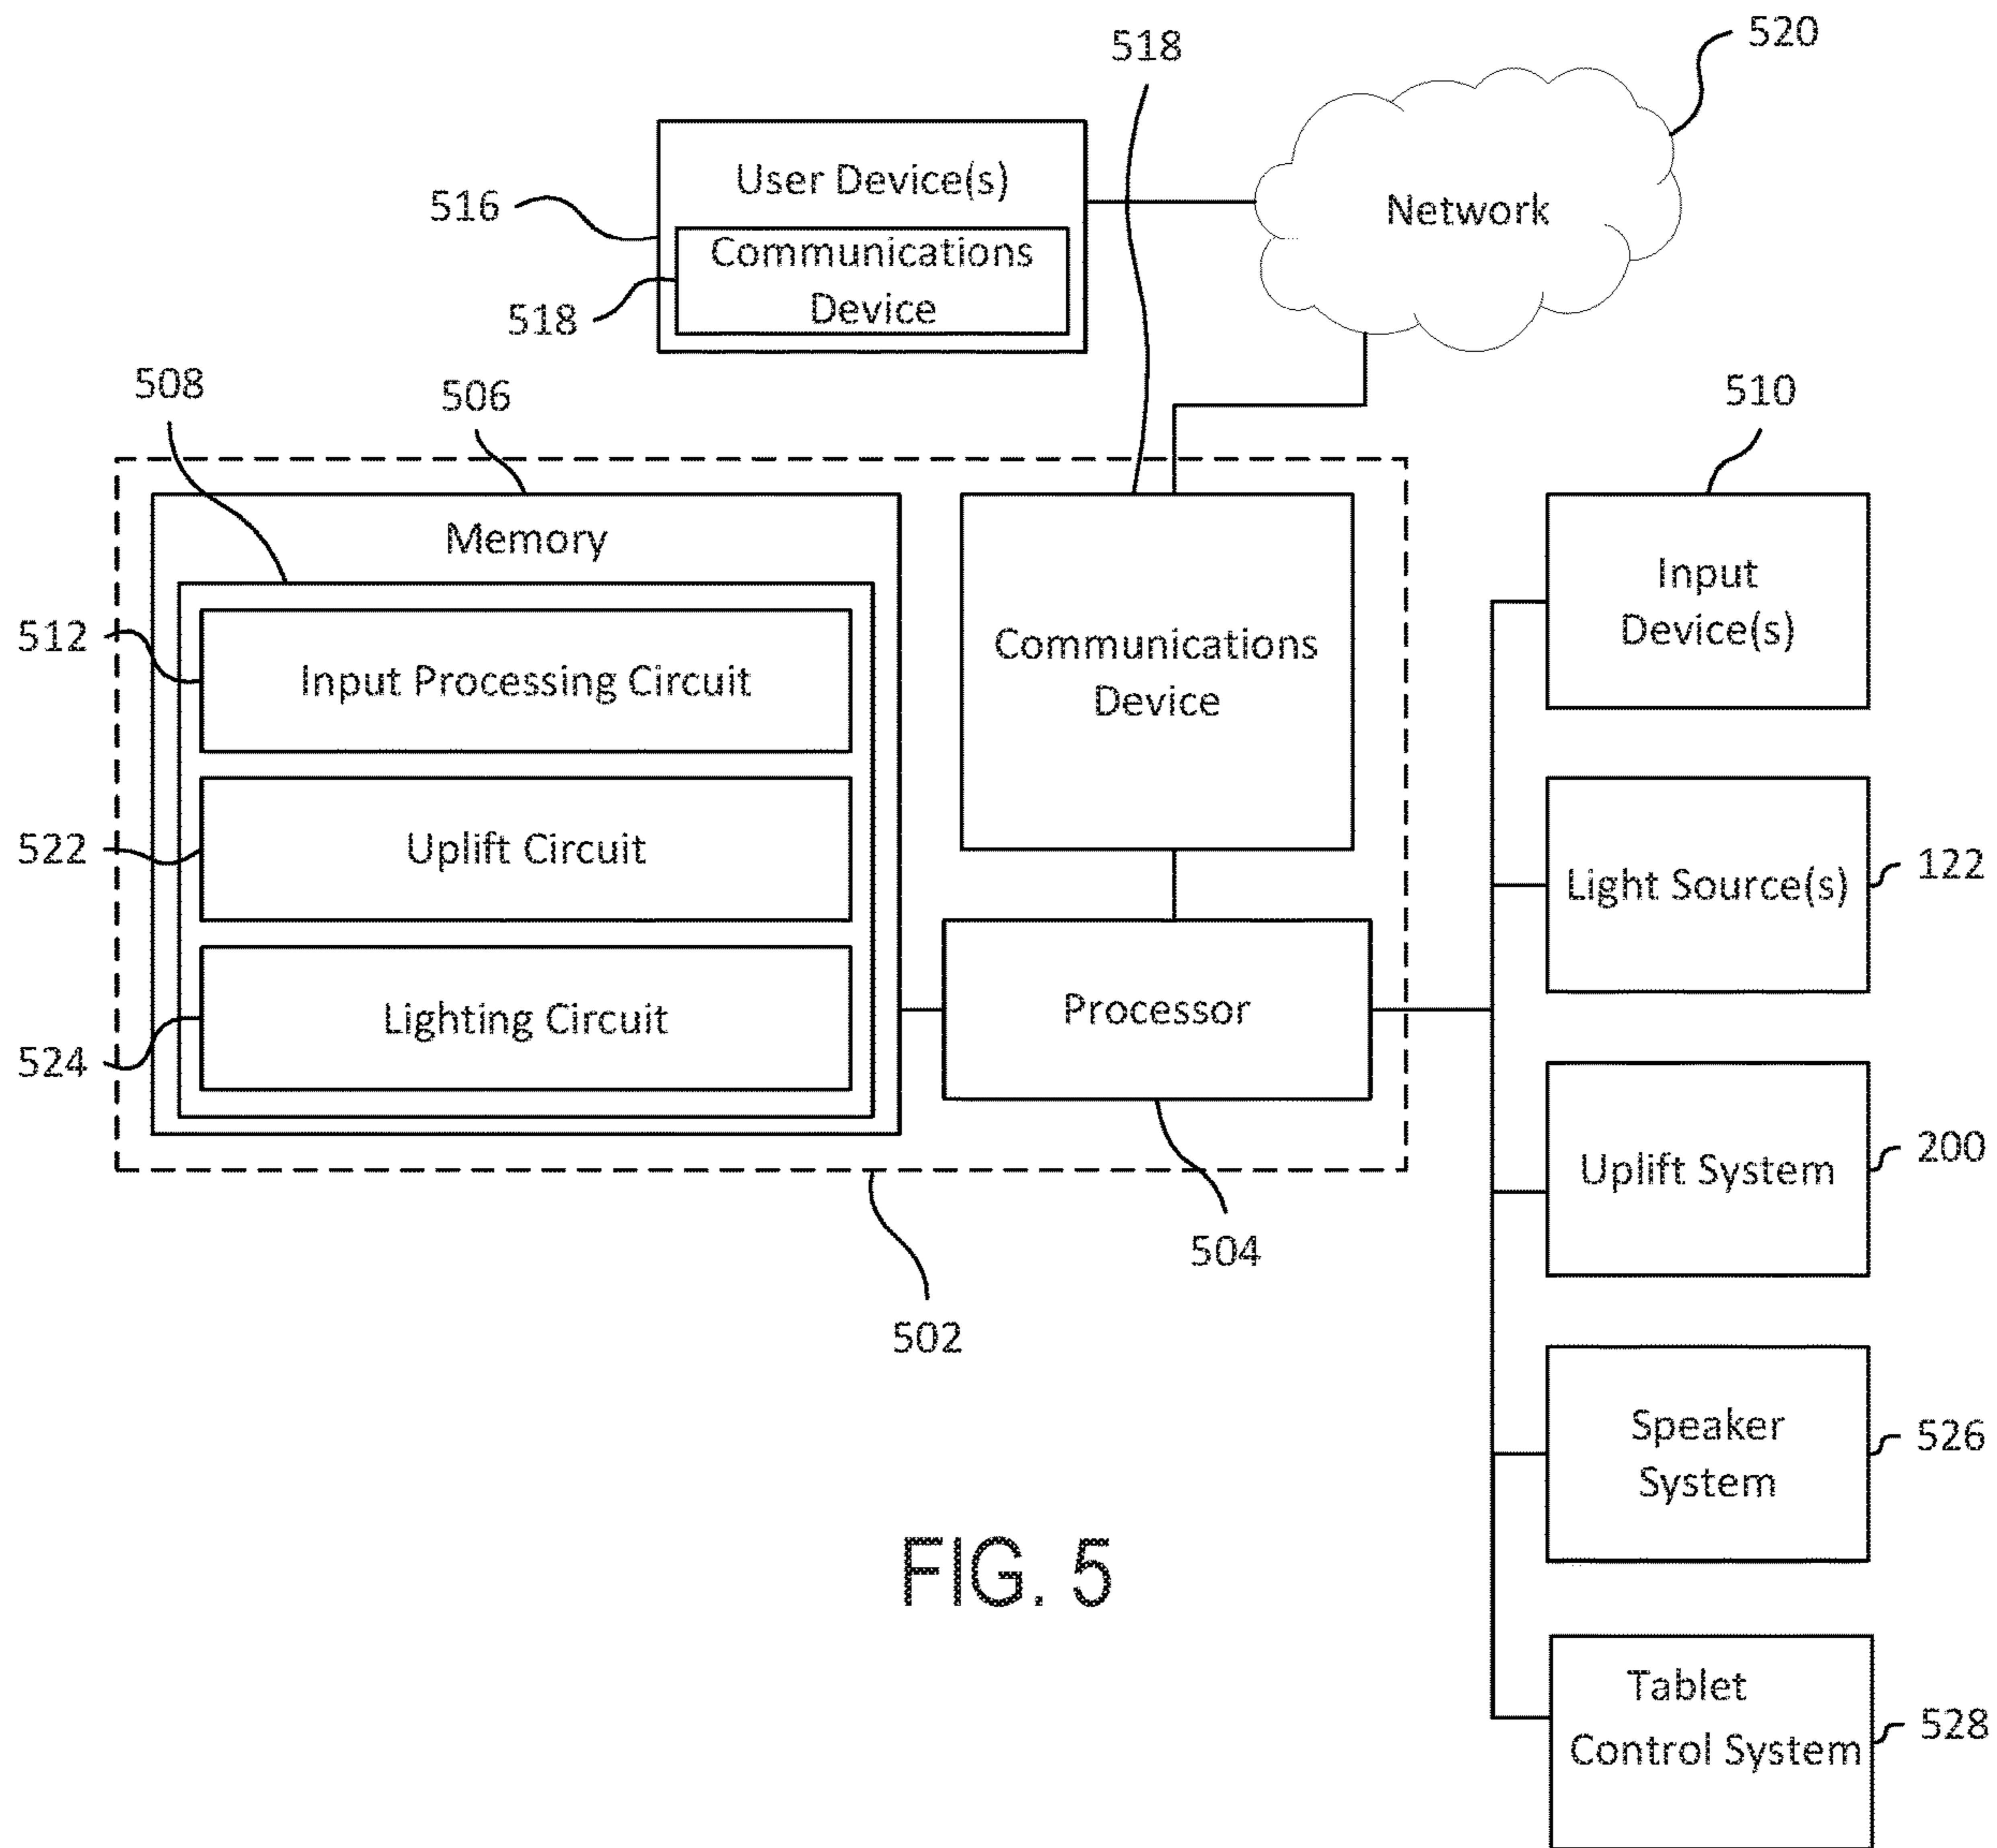 518
520
User Device(s)
516
Network
Communications
Device
518
508
506
510
Memory
Input
Device(s)
512
Input Processing Circuit
Communications
Device
522
Uplift Circuit
Light Source(s)
122
Processor
524
Lighting Circuit
Uplift System
200
504
502
Speaker
System
526
FIG. 5
Tablet
Control System
528